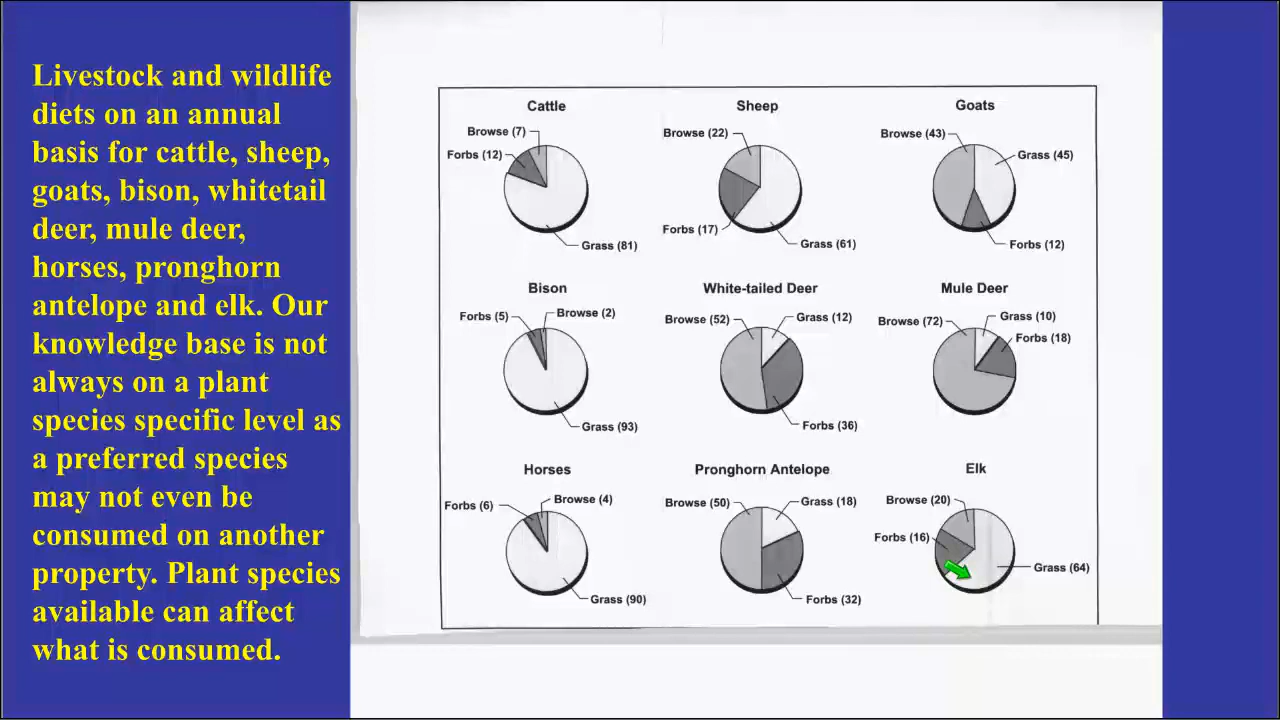 Livestock and wildlife
diets on an annual
basis for cattle, sheep,
goats, bison, whitetail
deer, mule deer,
horses, pronghorn
antelope and elk. Our
knowledge base is not
always on a plant
species specific level as
a preferred species
may not even be
consumed on another
property. Plant species
available can affect
what is consumed.
Cattle
Browse (7)
Forbs (12)
Grass (81)
Sheep
Browse (22)
Forbs (17)
Grass (61)
Goats
Browse (43)
Grass (45)
Forbs (12)
Bison
Forbs (5)
Browse (2)
Grass (93)
White-tailed Deer
Browse (52)
Grass (12)
Forbs (36)
Mule Deer
Browse (72)
Grass (10)
Forbs (18)
Horses
Forbs (6)
Browse (4)
Grass (90)
Pronghorn Antelope
Browse (50)
Grass (18)
Forbs (32)
Elk
Browse (20)
Forbs (16)
Grass (64)